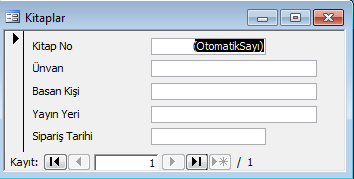 Kitaplar
Kitap No (OtomatikSayı)
Ünvan
Basan Kişi
Yayın Yeri
Sipariş Tarihi
Kayıt: 1 / 1